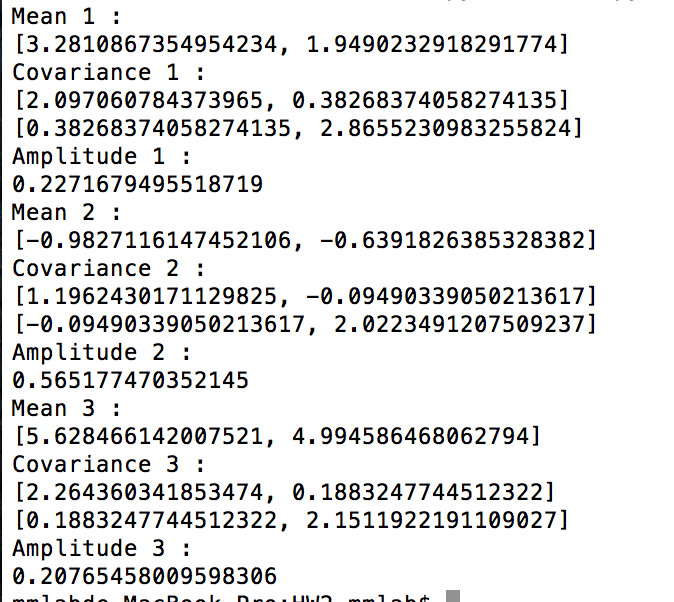 Mean 1 :
[3.2810867354954234, 1.9490232918291774]
Covariance 1 :
[2.097060784373965, 0.38268374058274135]
[0.38268374058274135, 2.8655230983255824]
Amplitude 1 :
0.2271679495518719
Mean 2 :
[-0.9827116147452106, -0.6391826385328382]
Covariance 2 :
[1.1962430171129825, -0.09490339050213617]
[-0.09490339050213617, 2.0223491207509237]
Amplitude 2 :
0.565177470352145
Mean 3 :
[5.628466142007521, 4.994586468062794]
Covariance 3 :
[2.264360341853474, 0.1883247744512322]
[0.1883247744512322, 2.1511922191109027]
Amplitude 3 :
0.20765458009598306